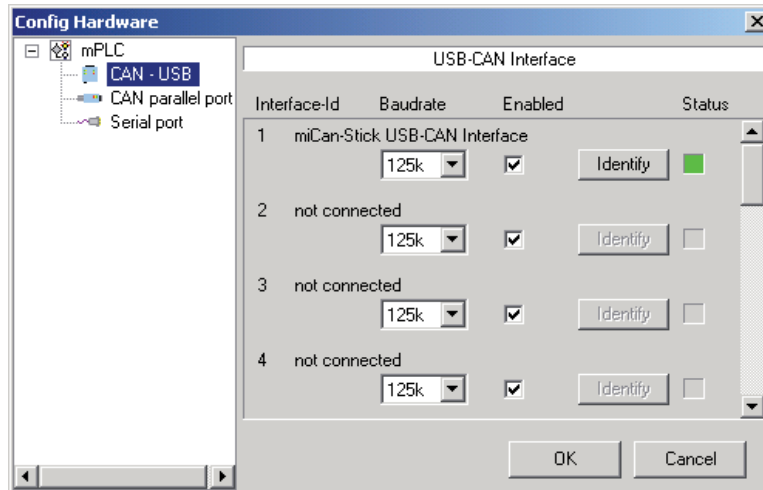 Config Hardware
mPLC
CAN - USB
CAN parallel port
Serial port
USB-CAN Interface
Interface-Id Baudrate Enabled Status
1 miCan-Stick USB-CAN Interface
125k Identify
2 not connected
125k Identify
3 not connected
125k Identify
4 not connected
125k Identify
OK Cancel